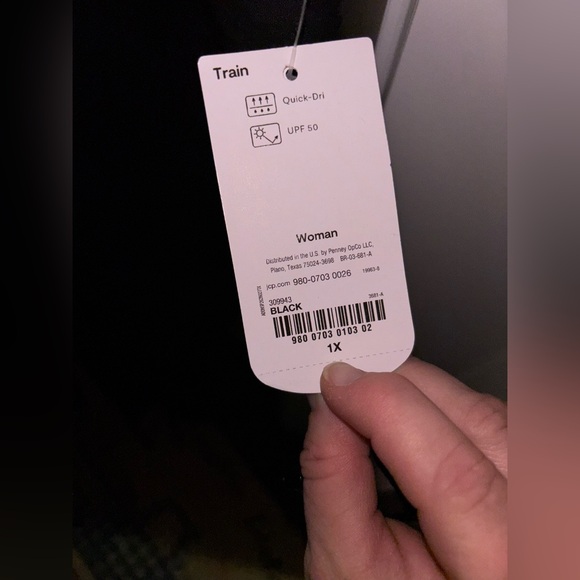 Train
Quick-Dri
UPF 50
Woman
Distributed in the U.S. by Penney OpCo LLC,
Plano, Texas 75024-3698 BR-03-681-A
jcp.com 980-0703 0026
309943
BLACK
980 0703 0103 02
1X